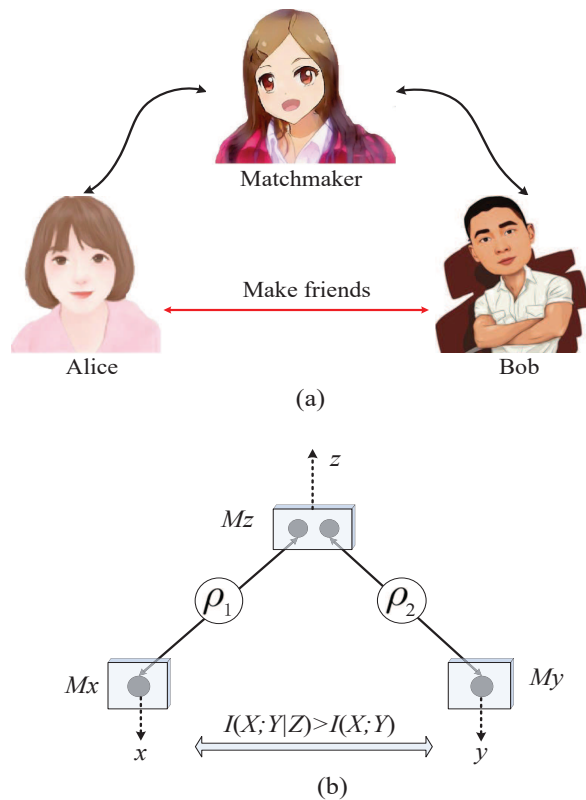 Matchmaker
Make friends
Alice
Bob
(a)
z
Mz
ρ1
ρ2
Mx
My
I(X;Y|Z)>I(X;Y)
x
y
(b)